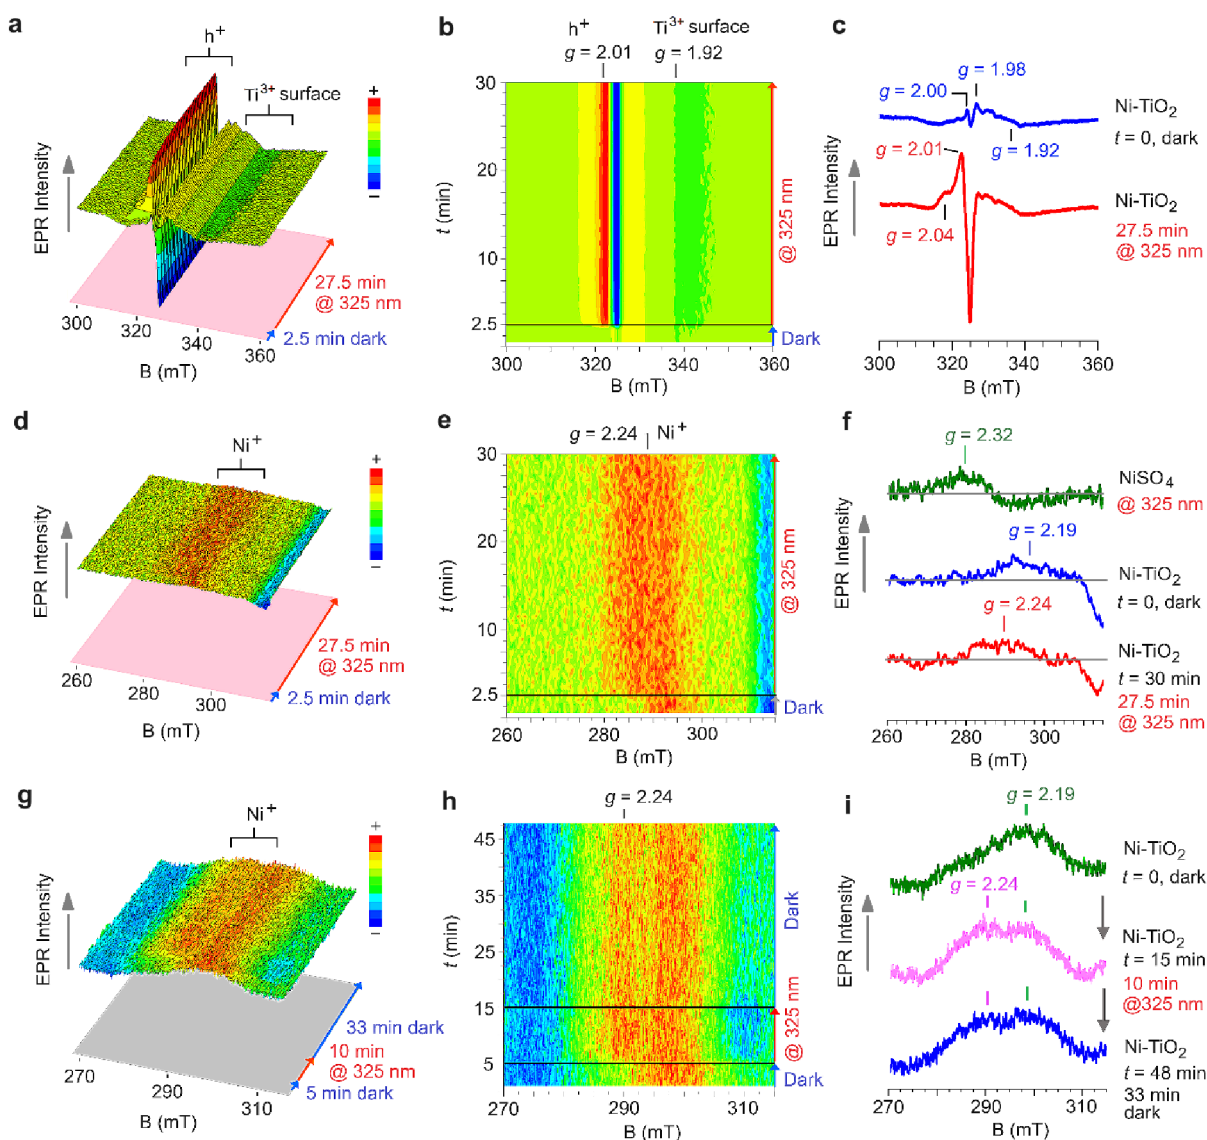 a
h⁺
Ti³⁺ surface
+
−
EPR Intensity
27.5 min
@ 325 nm
2.5 min dark
300
320
340
360
B (mT)
b
h⁺
Ti³⁺ surface
g = 2.01
g = 1.92
30
20
10
2.5
t (min)
@ 325 nm
Dark
300
320
340
360
B (mT)
c
g = 1.98
g = 2.00
g = 1.92
Ni-TiO₂
t = 0, dark
g = 2.01
g = 2.04
Ni-TiO₂
27.5 min
@ 325 nm
EPR Intensity
300
320
340
360
B (mT)
d
Ni⁺
+
−
EPR Intensity
27.5 min
@ 325 nm
2.5 min dark
260
280
300
B (mT)
e
g = 2.24
Ni⁺
30
20
10
2.5
t (min)
@ 325 nm
Dark
260
280
300
B (mT)
f
g = 2.32
NiSO₄
@ 325 nm
g = 2.19
Ni-TiO₂
t = 0, dark
g = 2.24
Ni-TiO₂
t = 30 min
27.5 min
@ 325 nm
EPR Intensity
260
280
300
B (mT)
g
Ni⁺
+
−
EPR Intensity
33 min dark
10 min
@ 325 nm
5 min dark
270
290
310
B (mT)
h
g = 2.24
45
35
25
15
5
t (min)
Dark
@ 325 nm
Dark
270
290
310
B (mT)
i
g = 2.19
Ni-TiO₂
t = 0, dark
g = 2.24
Ni-TiO₂
t = 15 min
10 min
@325 nm
Ni-TiO₂
t = 48 min
33 min
dark
EPR Intensity
270
290
310
B (mT)